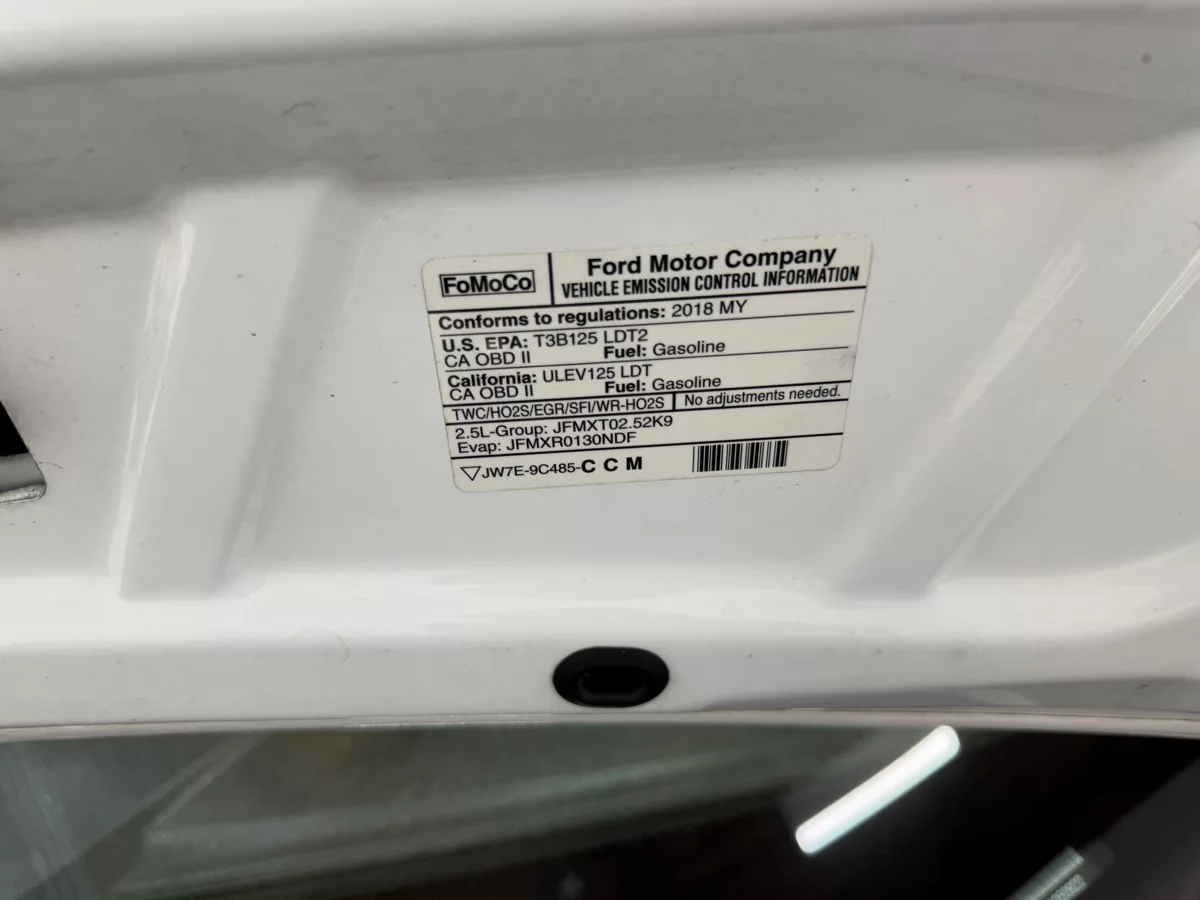 FoMoCo
Ford Motor Company
VEHICLE EMISSION CONTROL INFORMATION
Conforms to regulations: 2018 MY
U.S. EPA: T3B125 LDT2
CA OBD II Fuel: Gasoline
California: ULEV125 LDT
CA OBD II Fuel: Gasoline
TWC/HO2S/EGR/SFI/WR-HO2S No adjustments needed.
2.5L-Group: JFMXT02.52K9
Evap: JFMXR0130NDF
JW7E-9C485-C C M